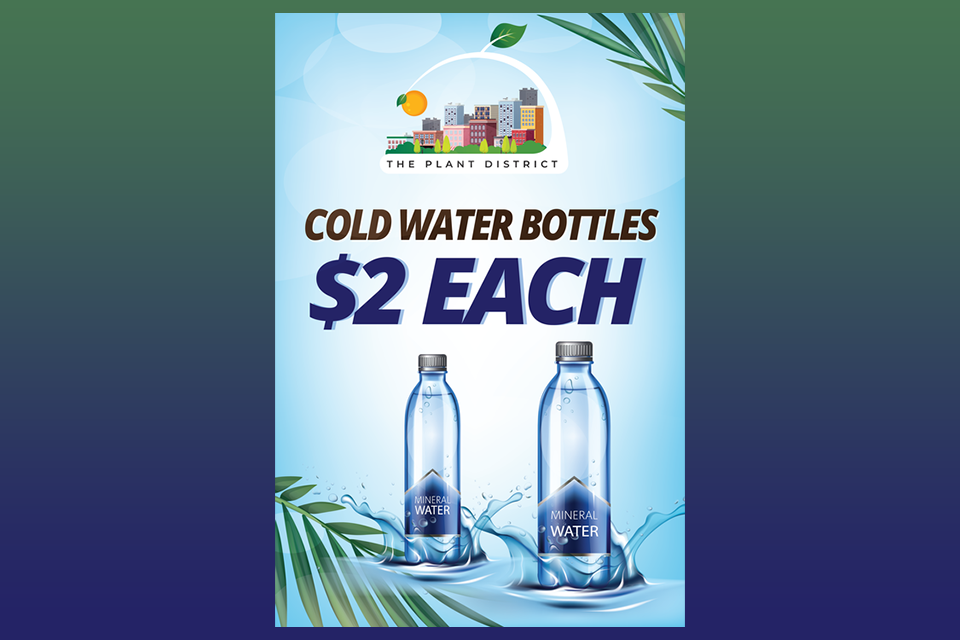 THE PLANT DISTRICT
COLD WATER BOTTLES
$2 EACH
MINERAL
WATER
MINERAL
WATER